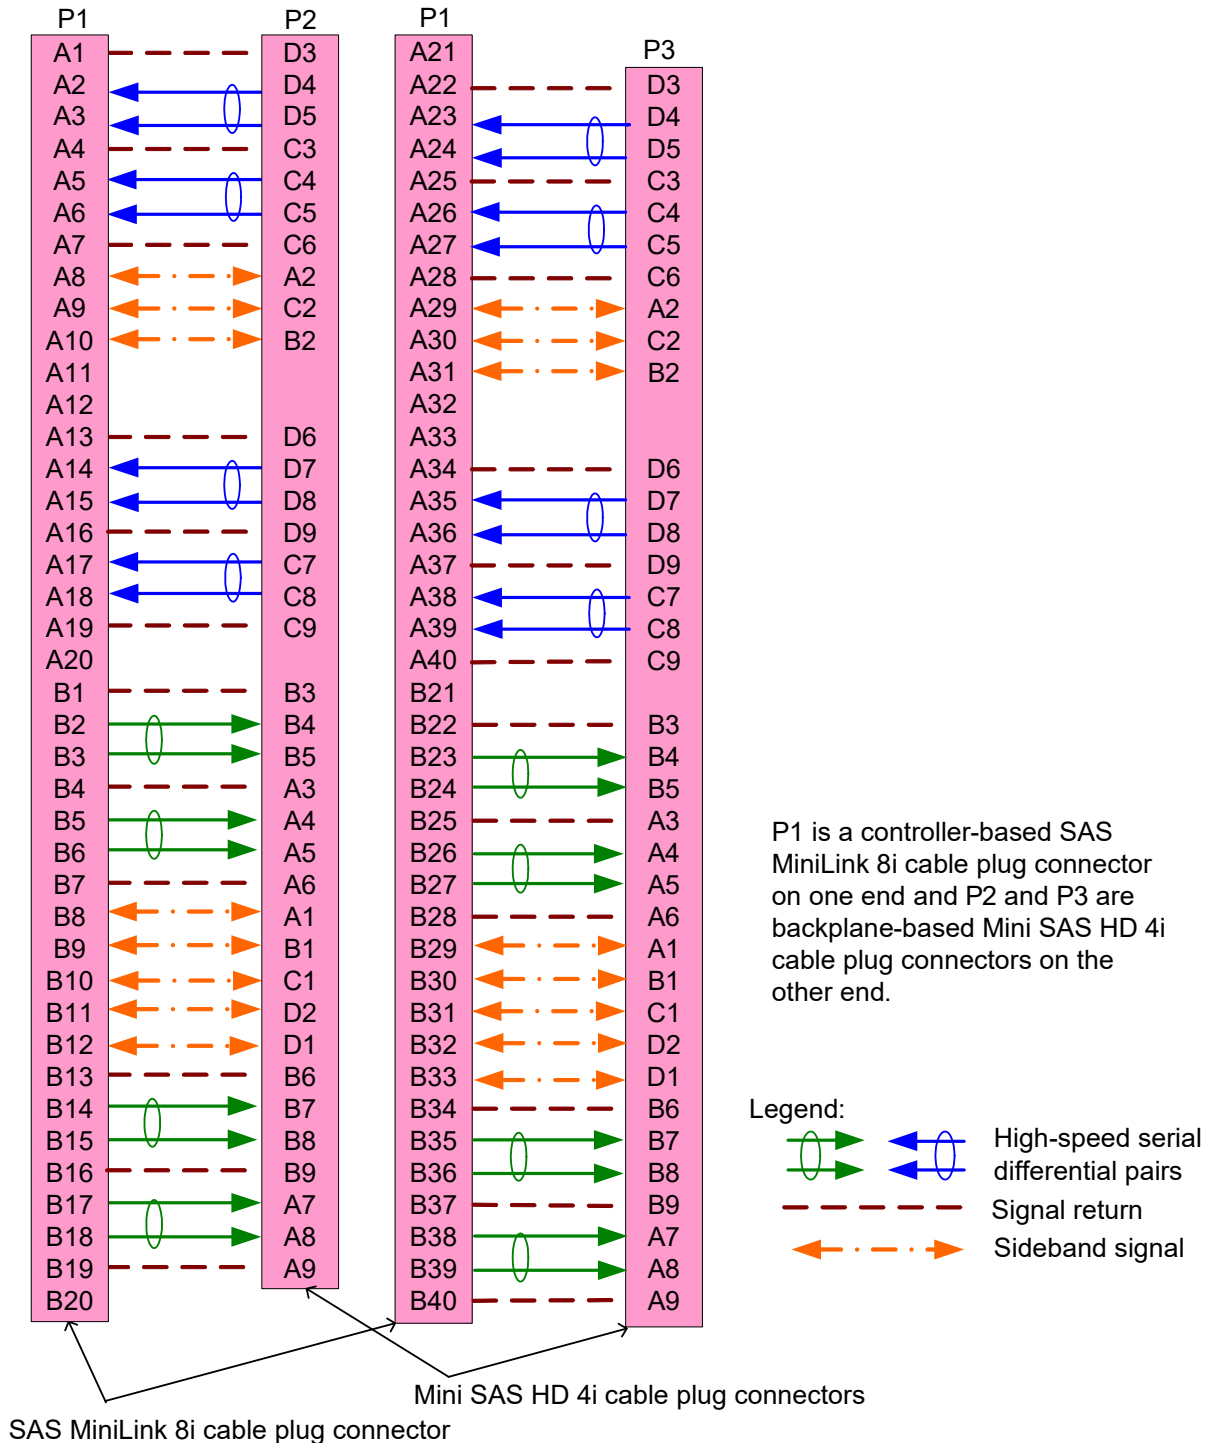 P1 P2 P1
A1 D3 A21 P3
A2 D4 A22 D3
A3 D5 A23 D4
A4 C3 A24 D5
A5 C4 A25 C3
A6 C5 A26 C4
A7 C6 A27 C5
A8 A2 A28 C6
A9 C2 A29 A2
A10 B2 A30 C2
A11 A31 B2
A12 A32
A13 D6 A33
A14 D7 A34 D6
A15 D8 A35 D7
A16 D9 A36 D8
A17 C7 A37 D9
A18 C8 A38 C7
A19 C9 A39 C8
A20 A40 C9
B1 B3 B21
B2 B4 B22 B3
B3 B5 B23 B4
B4 A3 B24 B5
B5 A4 B25 A3
B6 A5 B26 A4
B7 A6 B27 A5
B8 A1 B28 A6
B9 B1 B29 A1
B10 C1 B30 B1
B11 D2 B31 C1
B12 D1 B32 D2
B13 B6 B33 D1
B14 B7 B34 B6
B15 B8 B35 B7
B16 B9 B36 B8
B17 A7 B37 B9
B18 A8 B38 A7
B19 A9 B39 A8
B20 B40 A9
P1 is a controller-based SAS
MiniLink 8i cable plug connector
on one end and P2 and P3 are
backplane-based Mini SAS HD 4i
cable plug connectors on the
other end.
Legend:
High-speed serial
differential pairs
Signal return
Sideband signal
Mini SAS HD 4i cable plug connectors
SAS MiniLink 8i cable plug connector